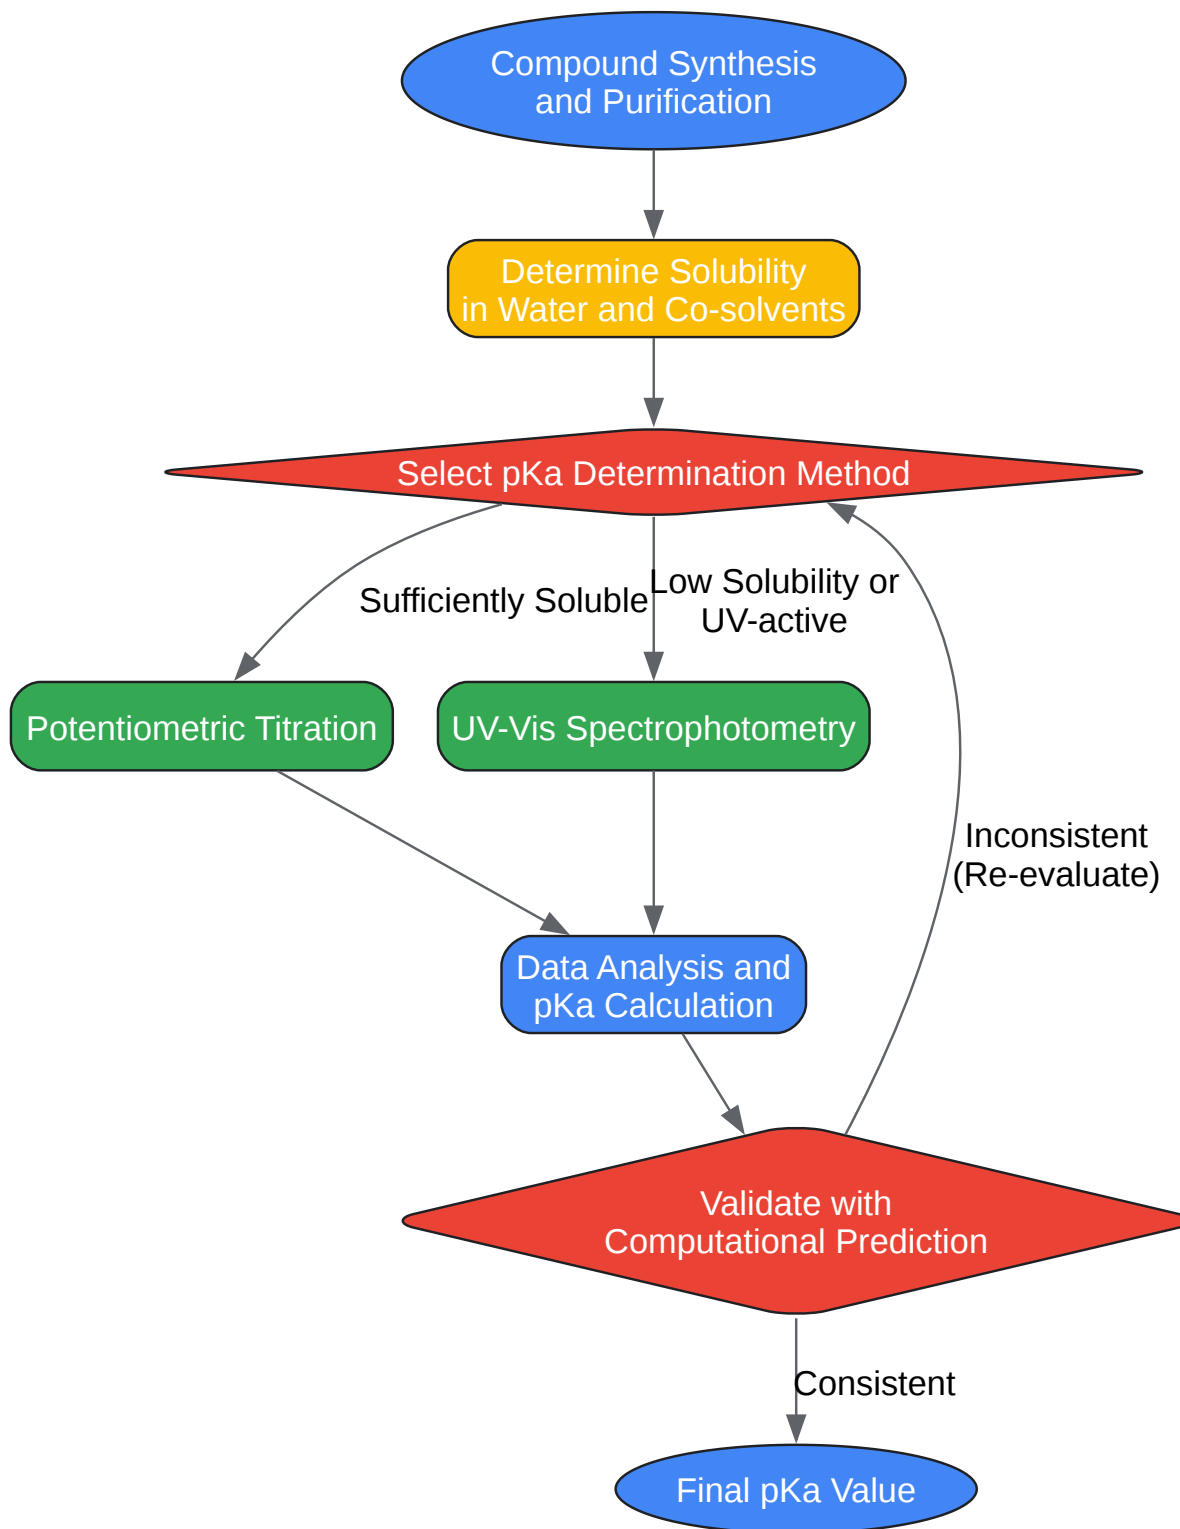 Compound Synthesis
and Purification
Determine Solubility
in Water and Co-solvents
Select pKa Determination Method
Sufficiently Soluble
Low Solubility or
UV-active
Potentiometric Titration
UV-Vis Spectrophotometry
Inconsistent
(Re-evaluate)
Data Analysis and
pKa Calculation
Validate with
Computational Prediction
Consistent
Final pKa Value